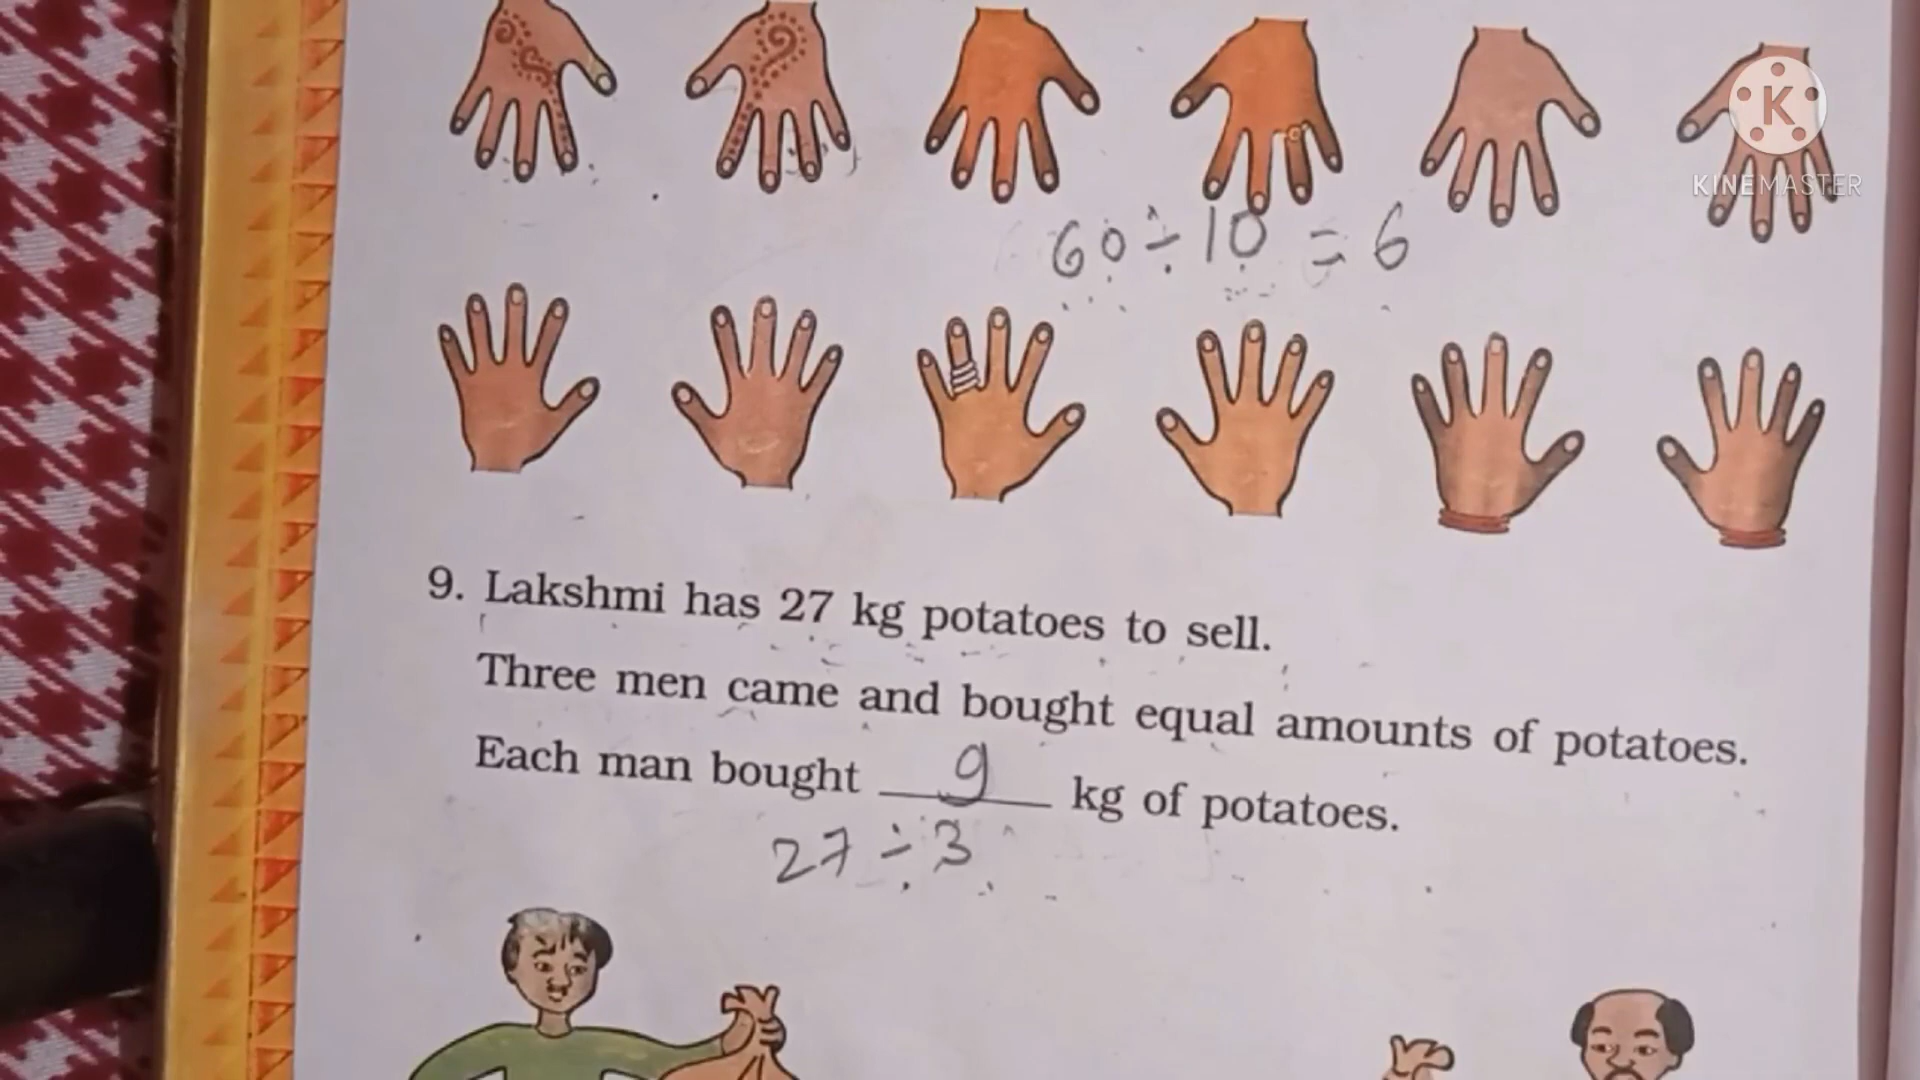 K
KINEMASTER
60 ÷ 10 = 6
9. Lakshmi has 27 kg potatoes to sell.
Three men came and bought equal amounts of potatoes.
Each man bought 9 kg of potatoes.
27 ÷ 3